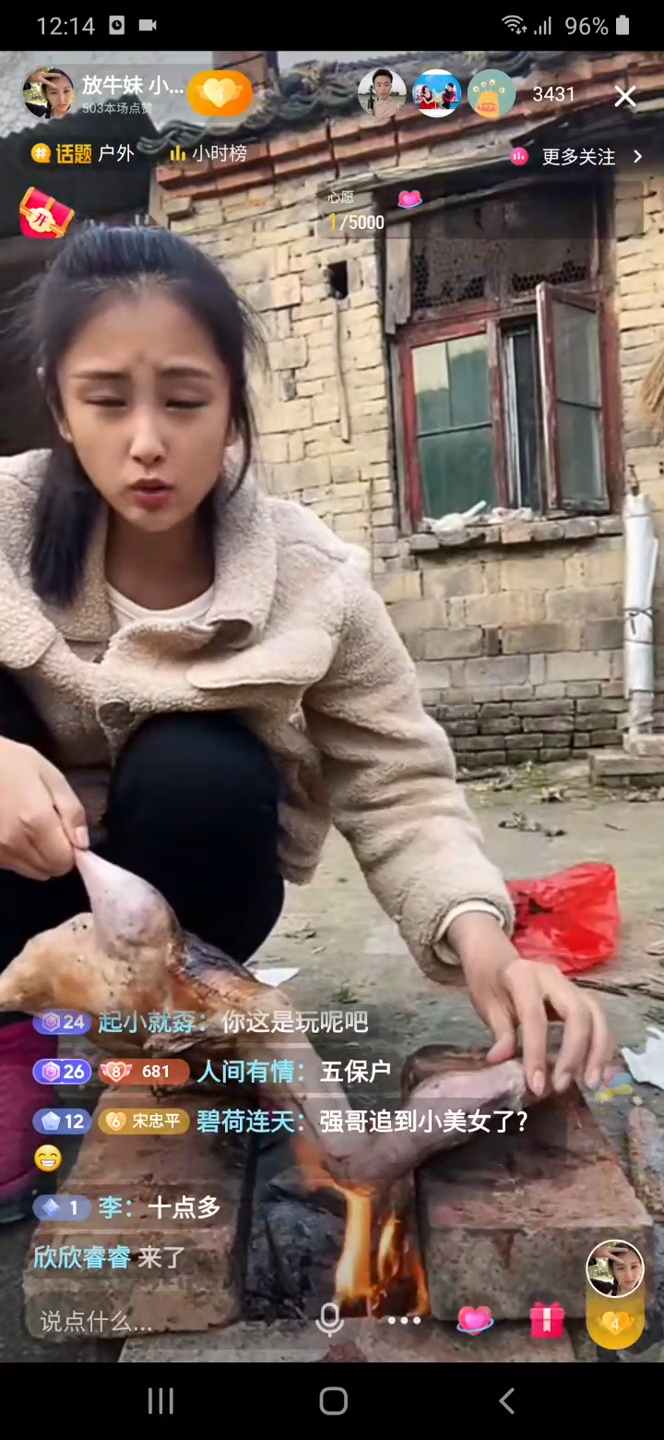 12:14
96%
放牛妹 小...
503本场点赞
3431
话题 户外
小时榜
更多关注
开
心愿
1/5000
24 起小就孬：你这是玩呢吧
26 8 681 人间有情：五保户
12 6 宋忠平 碧荷连天：强哥追到小美女了?
1 李：十点多
欣欣睿睿 来了
说点什么...
4